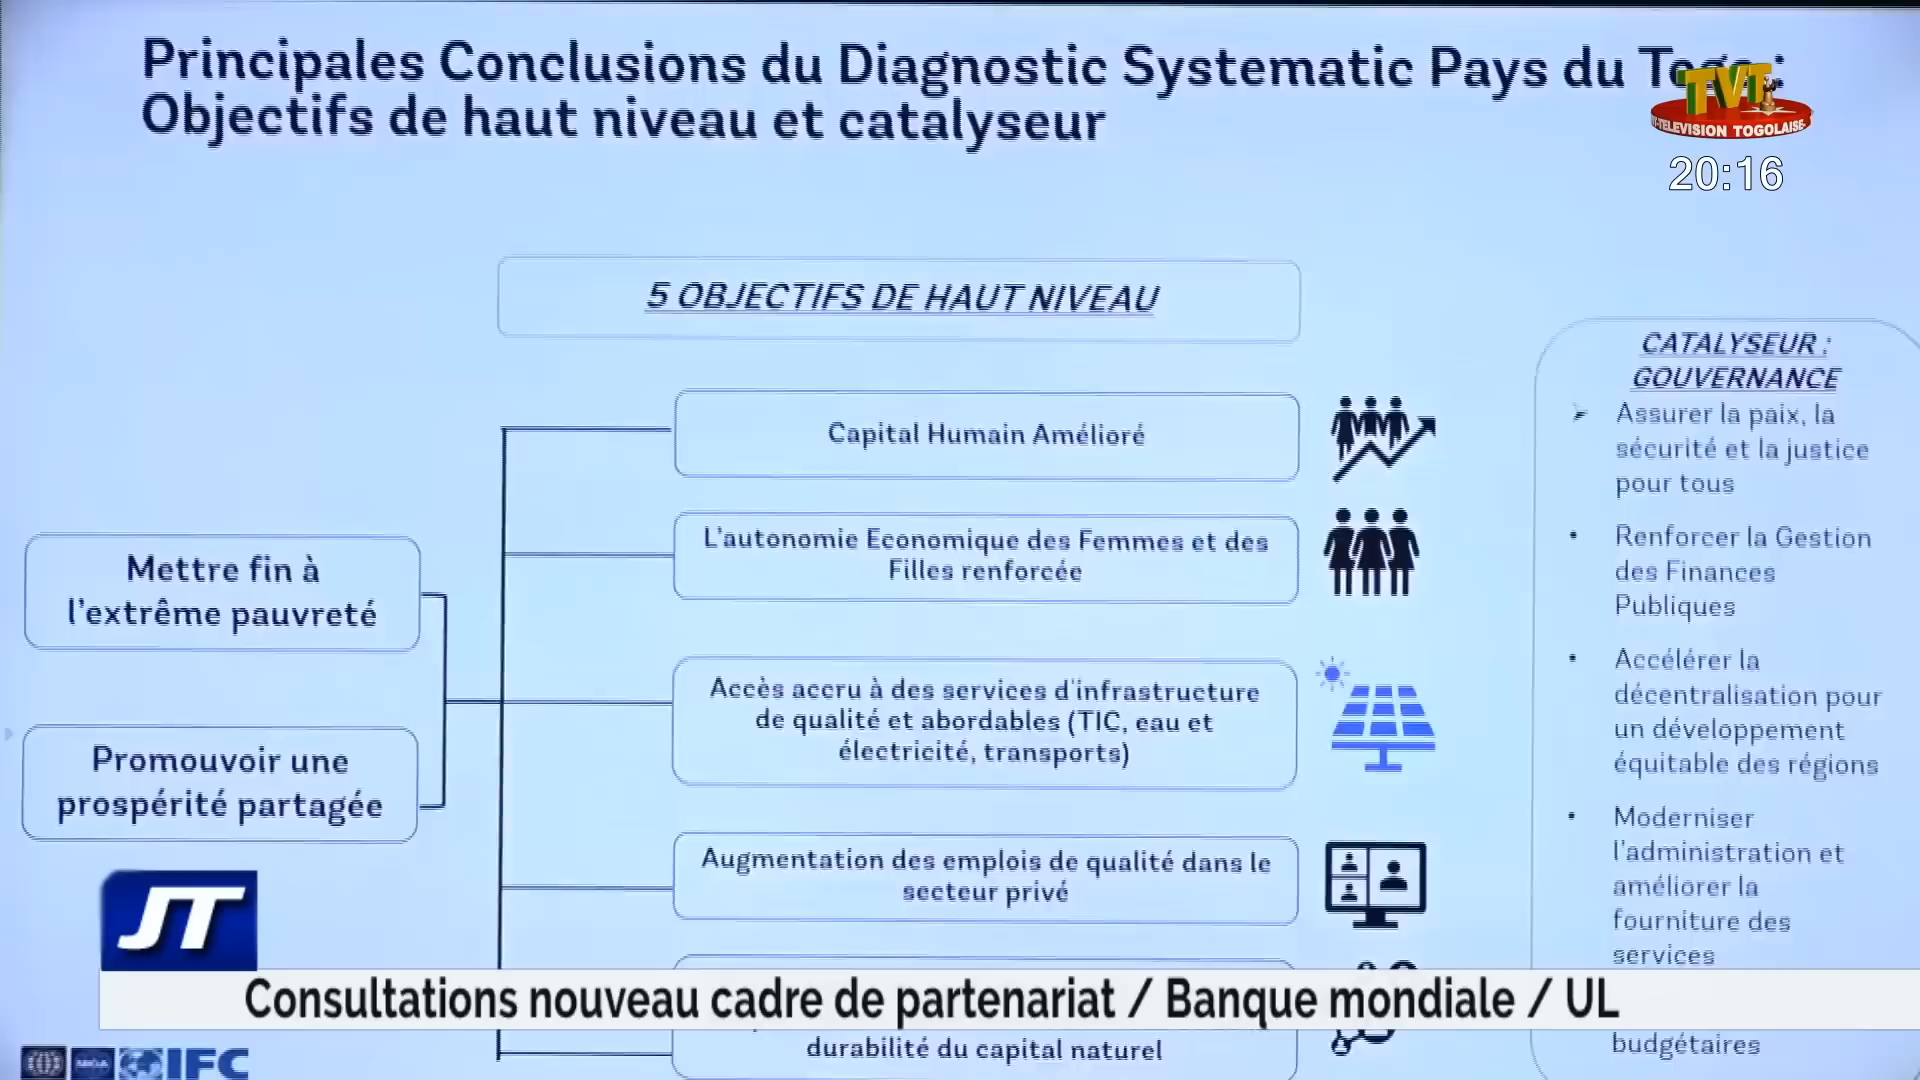 Principales Conclusions du Diagnostic Systematic Pays du Togo :
Objectifs de haut niveau et catalyseur
TVT
TELEVISION TOGOLAISE
20:16
5 OBJECTIFS DE HAUT NIVEAU
Mettre fin à
l'extrême pauvreté
Promouvoir une
prospérité partagée
Capital Humain Amélioré
L'autonomie Economique des Femmes et des
Filles renforcée
Accès accru à des services d'infrastructure
de qualité et abordables (TIC, eau et
électricité, transports)
Augmentation des emplois de qualité dans le
secteur privé
durabilité du capital naturel
CATALYSEUR :
GOUVERNANCE
Assurer la paix, la
sécurité et la justice
pour tous
• Renforcer la Gestion
des Finances
Publiques
• Accélérer la
décentralisation pour
un développement
équitable des régions
• Moderniser
l'administration et
améliorer la
fourniture des
services
budgétaires
JT
Consultations nouveau cadre de partenariat / Banque mondiale / UL
MIGA
IFC